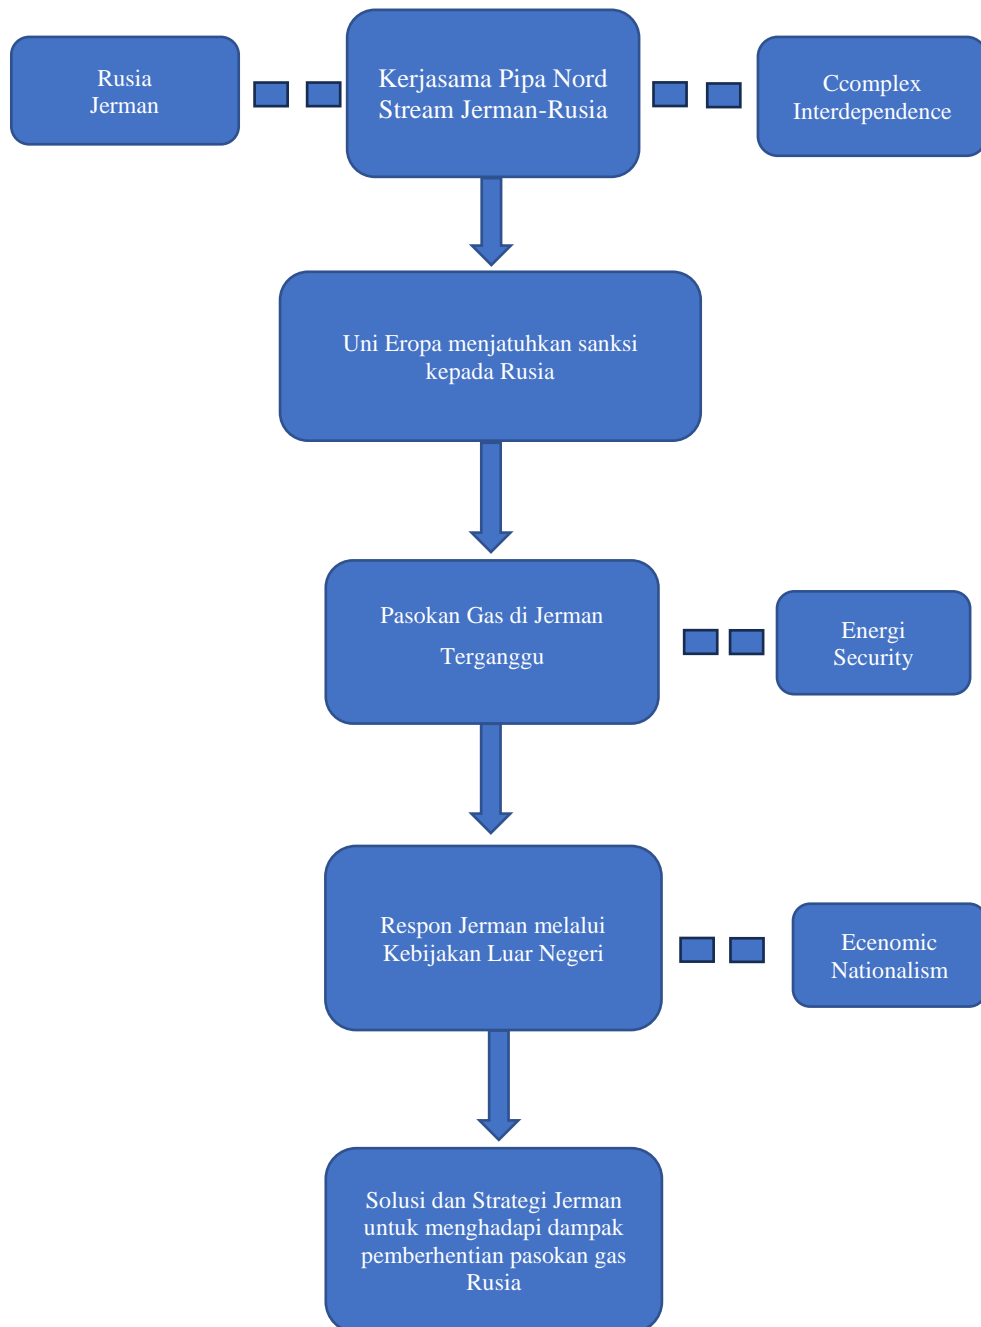 Rusia
Jerman
Kerjasama Pipa Nord
Stream Jerman-Rusia
Ccomplex
Interdependence
Uni Eropa menjatuhkan sanksi
kepada Rusia
Pasokan Gas di Jerman
Terganggu
Energi
Security
Respon Jerman melalui
Kebijakan Luar Negeri
Ecenomic
Nationalism
Solusi dan Strategi Jerman
untuk menghadapi dampak
pemberhentian pasokan gas
Rusia